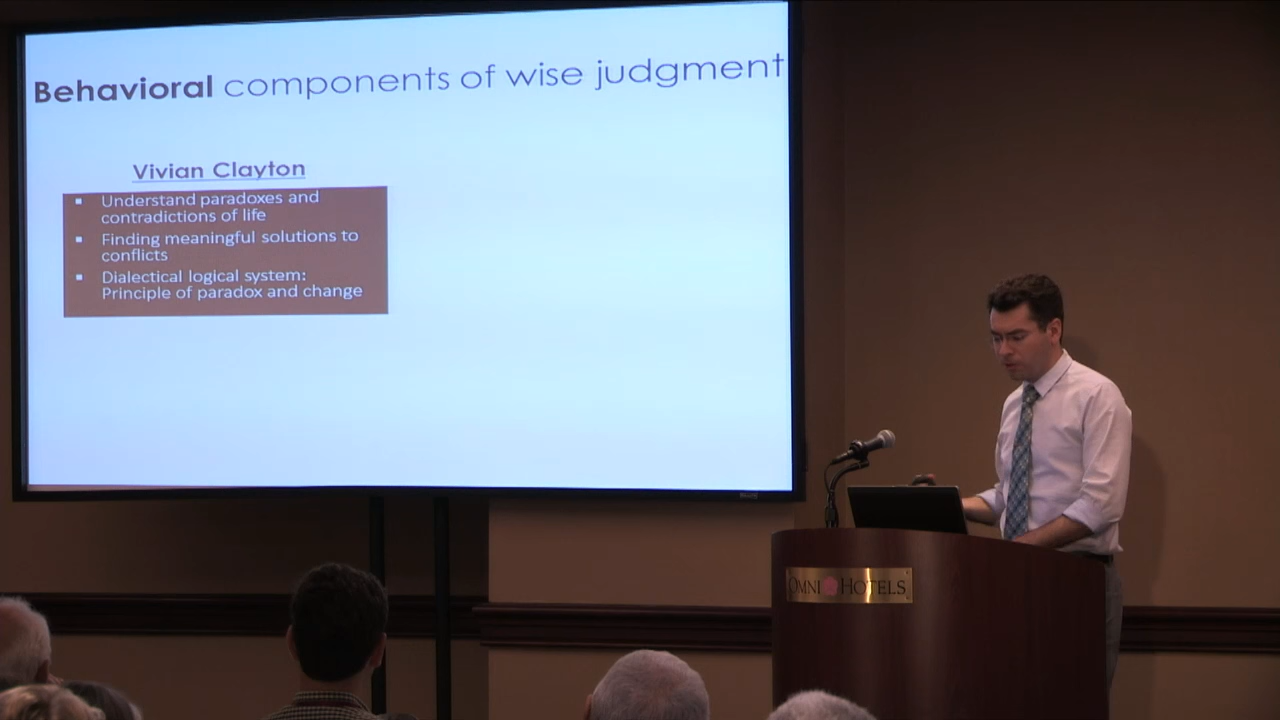 Behavioral components of wise judgment
Vivian Clayton
▪ Understand paradoxes and
contradictions of life
▪ Finding meaningful solutions to
conflicts
▪ Dialectical logical system:
Principle of paradox and change
OMNI HOTELS